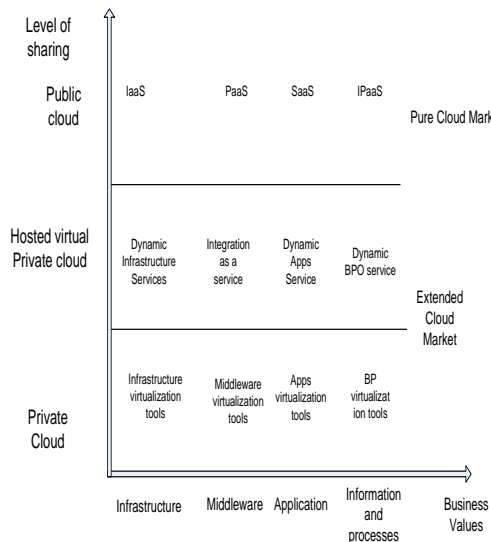 Level of
sharing
Public
cloud
IaaS
PaaS
SaaS
IPaaS
Pure Cloud Mark
Hosted virtual
Private cloud
Dynamic
Infrastructure
Services
Integration
as a
service
Dynamic
Apps
Service
Dynamic
BPO service
Extended
Cloud
Market
Private
Cloud
Infrastructure
virtualization
tools
Middleware
virtualization
tools
Apps
virtualization
tools
BP
virtualizat
ion tools
Infrastructure
Middleware
Application
Information
and
processes
Business
Values